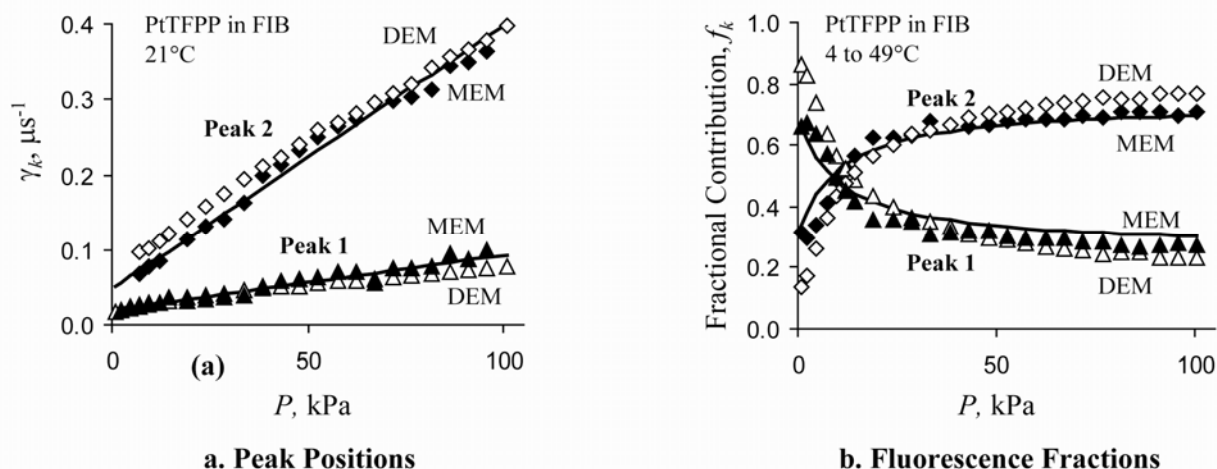 PtTFPP in FIB
21°C
DEM
MEM
Peak 2
MEM
Peak 1
DEM
0.4
0.3
0.2
0.1
0.0
γk, μs-1
0
50
100
(a)
P, kPa
a. Peak Positions
PtTFPP in FIB
4 to 49°C
DEM
Peak 2
MEM
MEM
Peak 1
DEM
1.0
0.8
0.6
0.4
0.2
0.0
Fractional Contribution, fk
0
50
100
P, kPa
b. Fluorescence Fractions